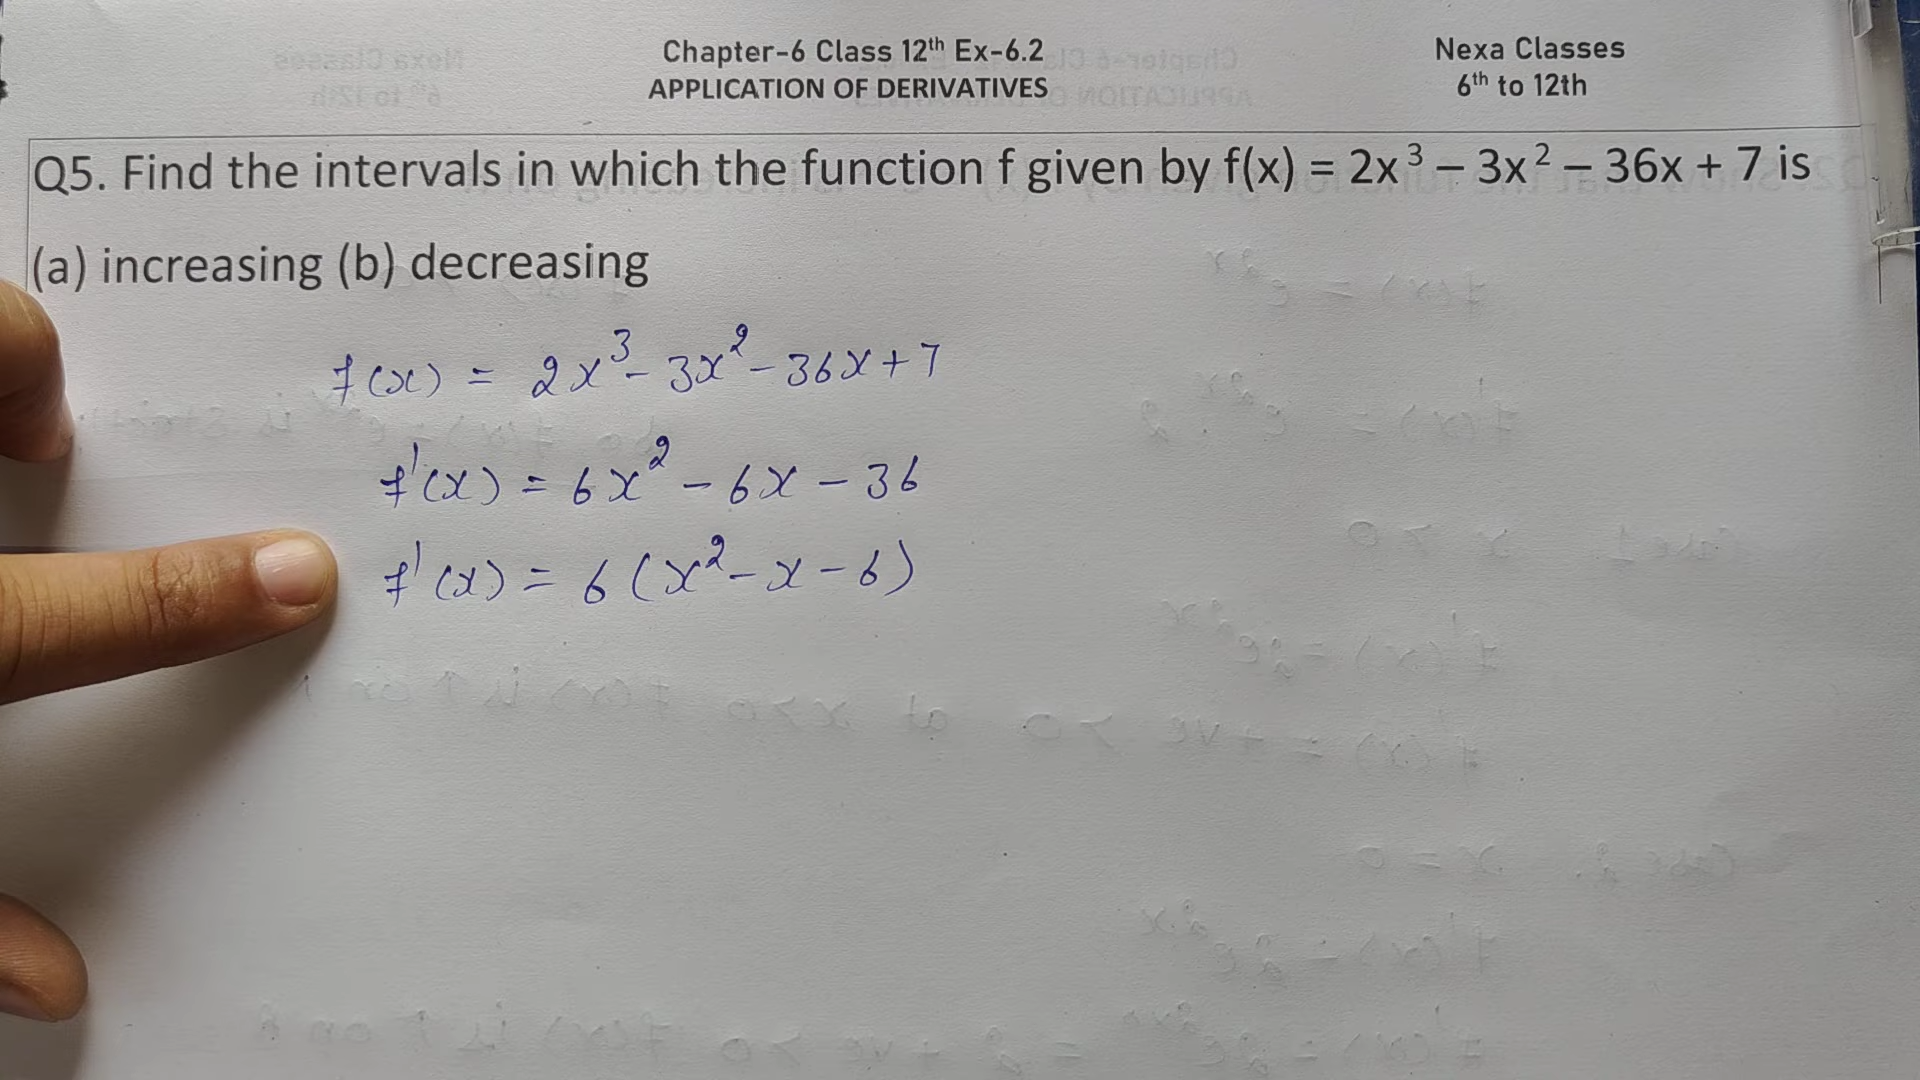 Chapter-6 Class 12th Ex-6.2
APPLICATION OF DERIVATIVES
Nexa Classes
6th to 12th
Q5. Find the intervals in which the function f given by f(x) = 2x³ – 3x² – 36x + 7 is
(a) increasing (b) decreasing
f(x) = 2x³ - 3x² - 36x + 7
f'(x) = 6x² - 6x - 36
f'(x) = 6(x² - x - 6)